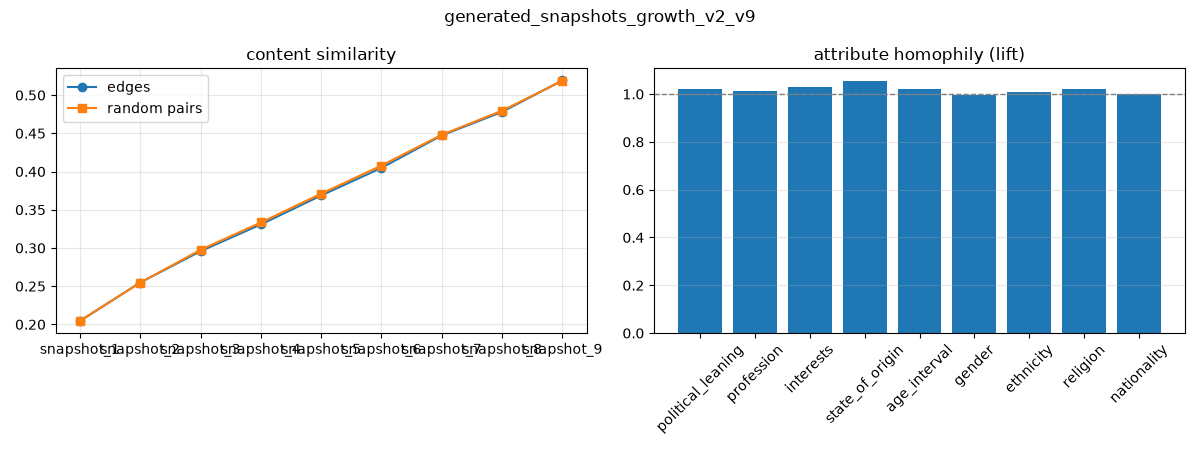 generated_snapshots_growth_v2_v9
content similarity
edges
random pairs
0.50
0.45
0.40
0.35
0.30
0.25
0.20
snapshot_1 snapshot_2 snapshot_3 snapshot_4 snapshot_5 snapshot_6 snapshot_7 snapshot_8 snapshot_9
attribute homophily (lift)
1.0
0.8
0.6
0.4
0.2
0.0
political_leaning
profession
interests
state_of_origin
age_interval
gender
ethnicity
religion
nationality